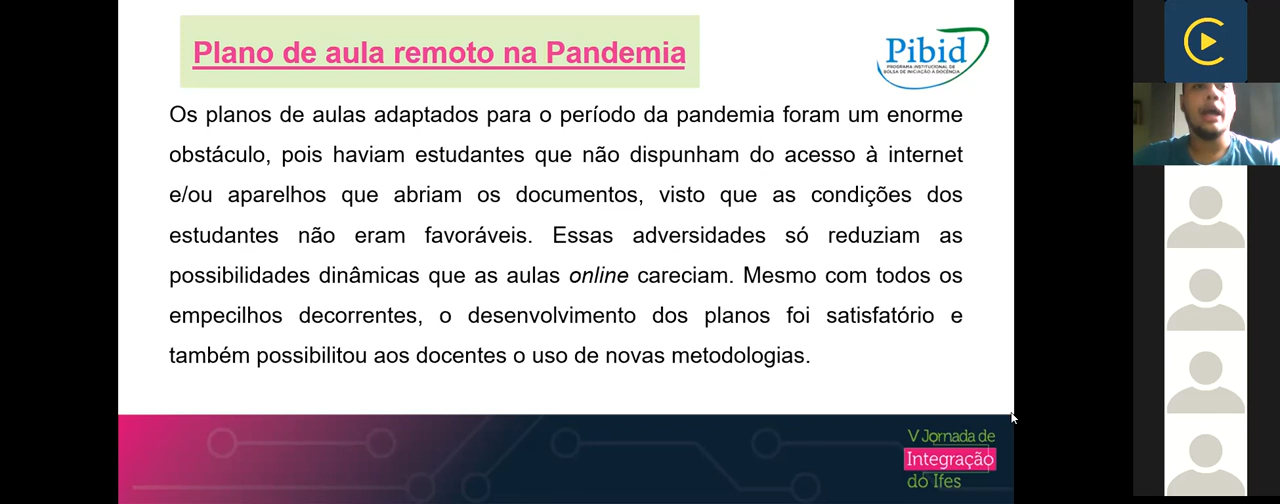 Plano de aula remoto na Pandemia
Pibid
PROGRAMA INSTITUCIONAL DE
BOLSA DE INICIAÇÃO À DOCÊNCIA
Os planos de aulas adaptados para o período da pandemia foram um enorme
obstáculo, pois haviam estudantes que não dispunham do acesso à internet
e/ou aparelhos que abriam os documentos, visto que as condições dos
estudantes não eram favoráveis. Essas adversidades só reduziam as
possibilidades dinâmicas que as aulas online careciam. Mesmo com todos os
empecilhos decorrentes, o desenvolvimento dos planos foi satisfatório e
também possibilitou aos docentes o uso de novas metodologias.
V Jornada de
Integração
do Ifes